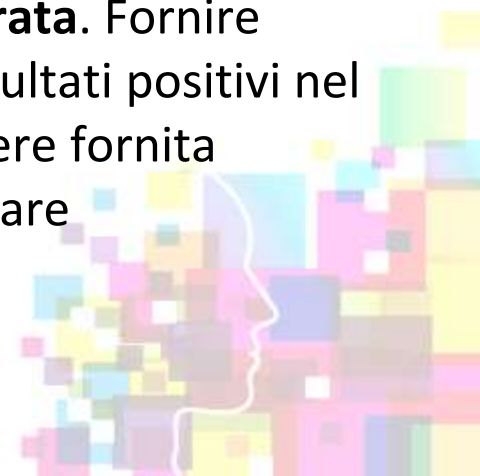 rata. Fornire
ultati positivi nel
ere fornita
are